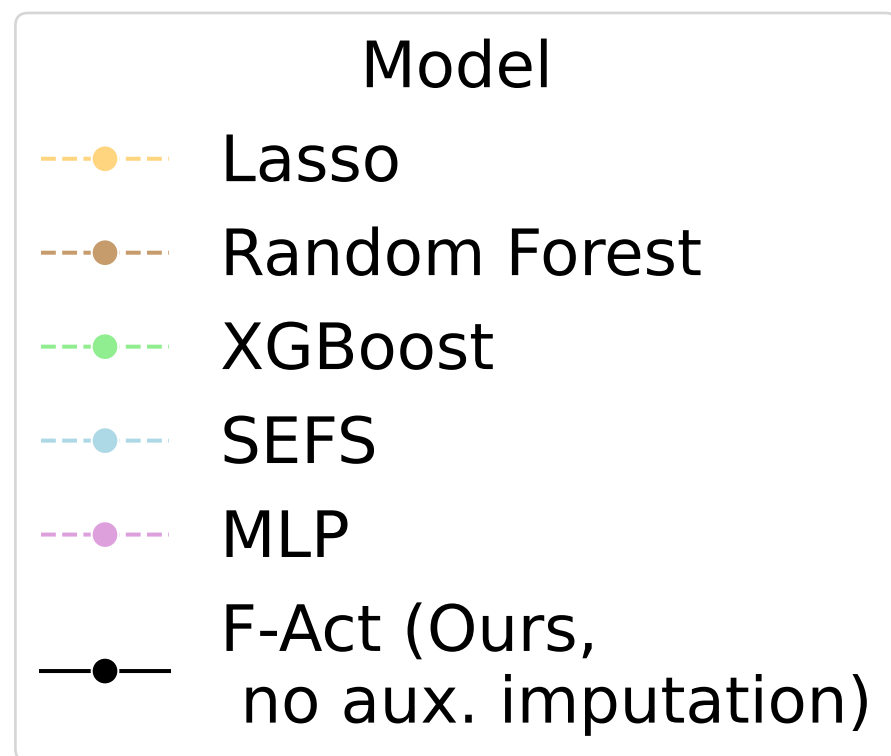 Model
Lasso
Random Forest
XGBoost
SEFS
MLP
F-Act (Ours,
no aux. imputation)